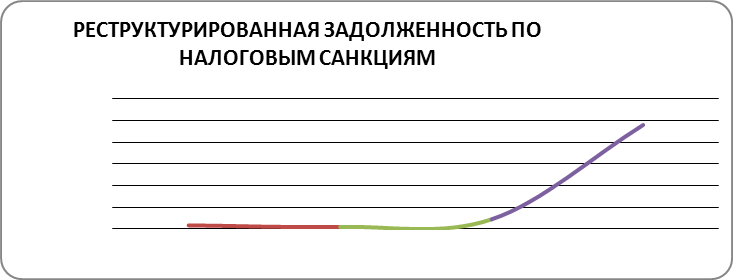 РЕСТРУКТУРИРОВАННАЯ ЗАДОЛЖЕННОСТЬ ПО
НАЛОГОВЫМ САНКЦИЯМ